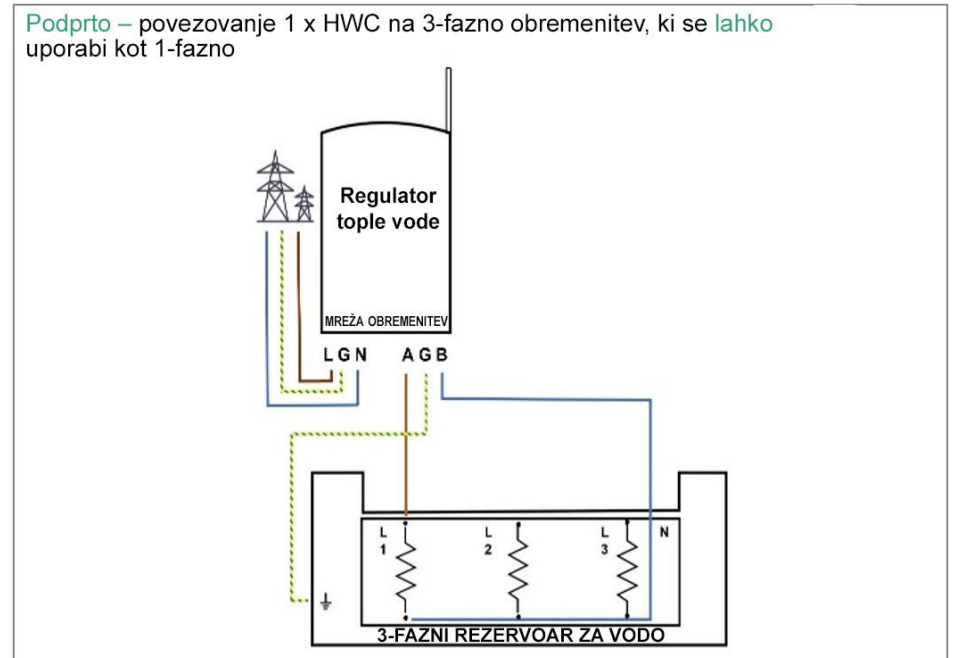 Podprto – povezovanje 1 x HWC na 3-fazno obremenitev, ki se lahko
uporabi kot 1-fazno
Regulator
tople vode
MREŽA OBREMENITEV
L G N A G B
L L L N
1 2 3
3-FAZNI REZERVOAR ZA VODO